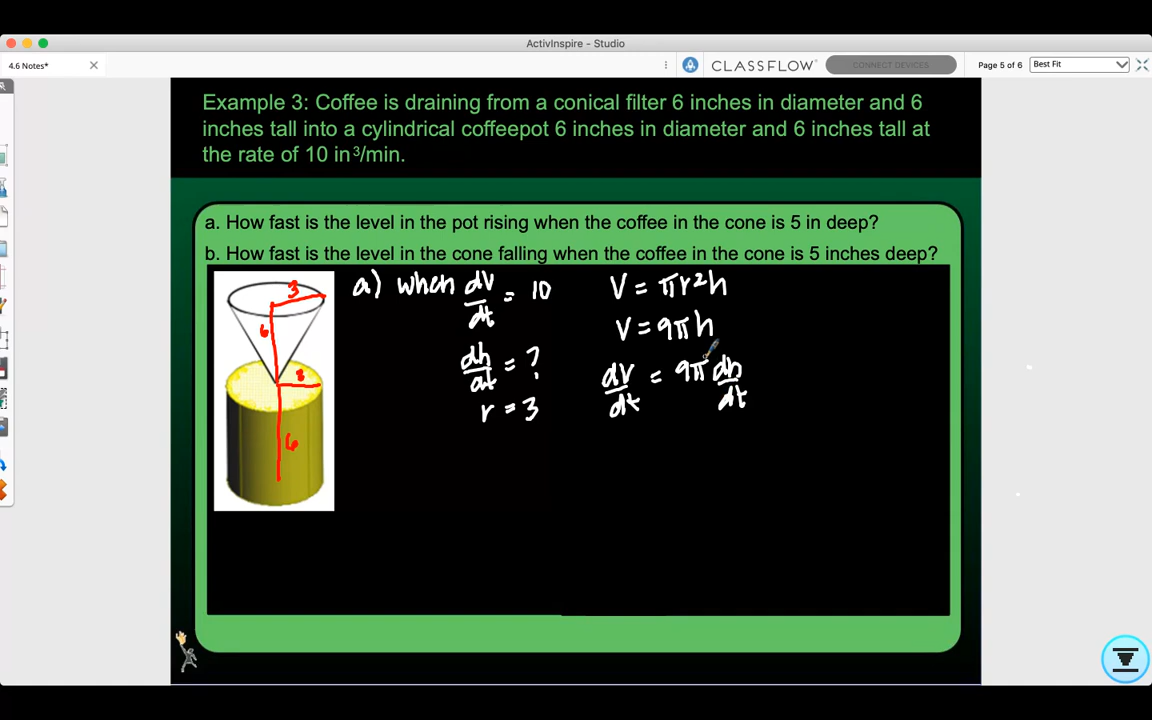 ActivInspire - Studio
4.6 Notes*
CLASSFLOW
CONNECT DEVICES
Page 5 of 6
Best Fit
Example 3: Coffee is draining from a conical filter 6 inches in diameter and 6
inches tall into a cylindrical coffeepot 6 inches in diameter and 6 inches tall at
the rate of 10 in³/min.
a. How fast is the level in the pot rising when the coffee in the cone is 5 in deep?
b. How fast is the level in the cone falling when the coffee in the cone is 5 inches deep?
3
6
3
6
a) when dV/dt = 10
dh/dt = ?
r = 3
V = πr²h
V = 9πh
dV/dt = 9π dh/dt